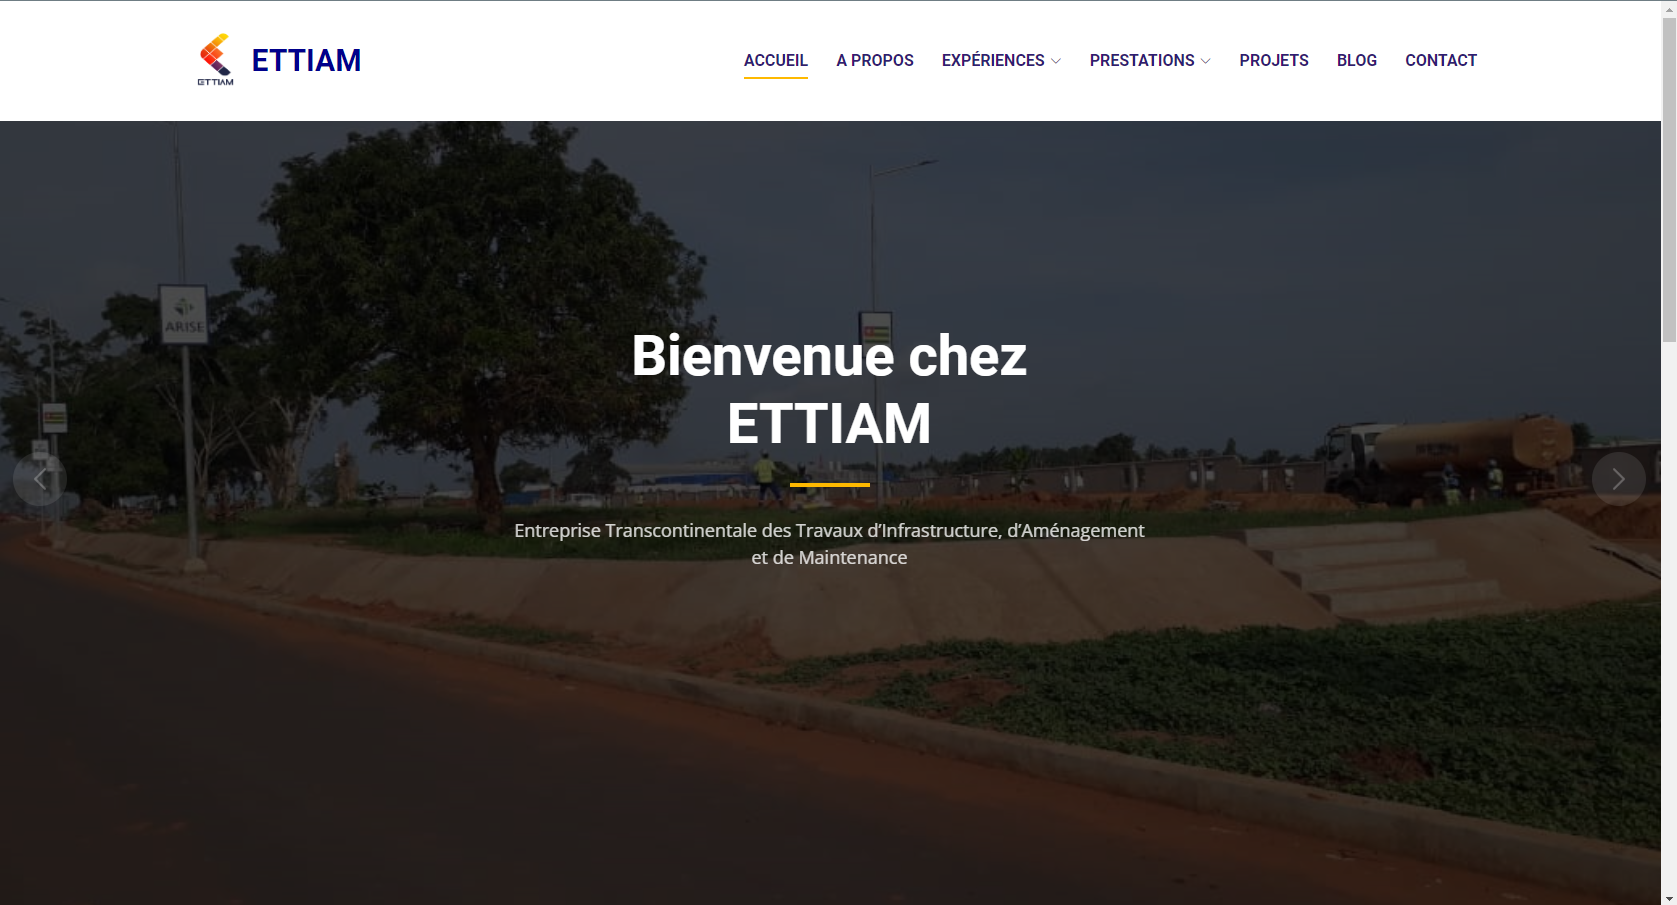 ETTIAM
ETTIAM
ACCUEIL
A PROPOS
EXPÉRIENCES
PRESTATIONS
PROJETS
BLOG
CONTACT
ARISE
Bienvenue chez
ETTIAM
Entreprise Transcontinentale des Travaux d’Infrastructure, d’Aménagement
et de Maintenance